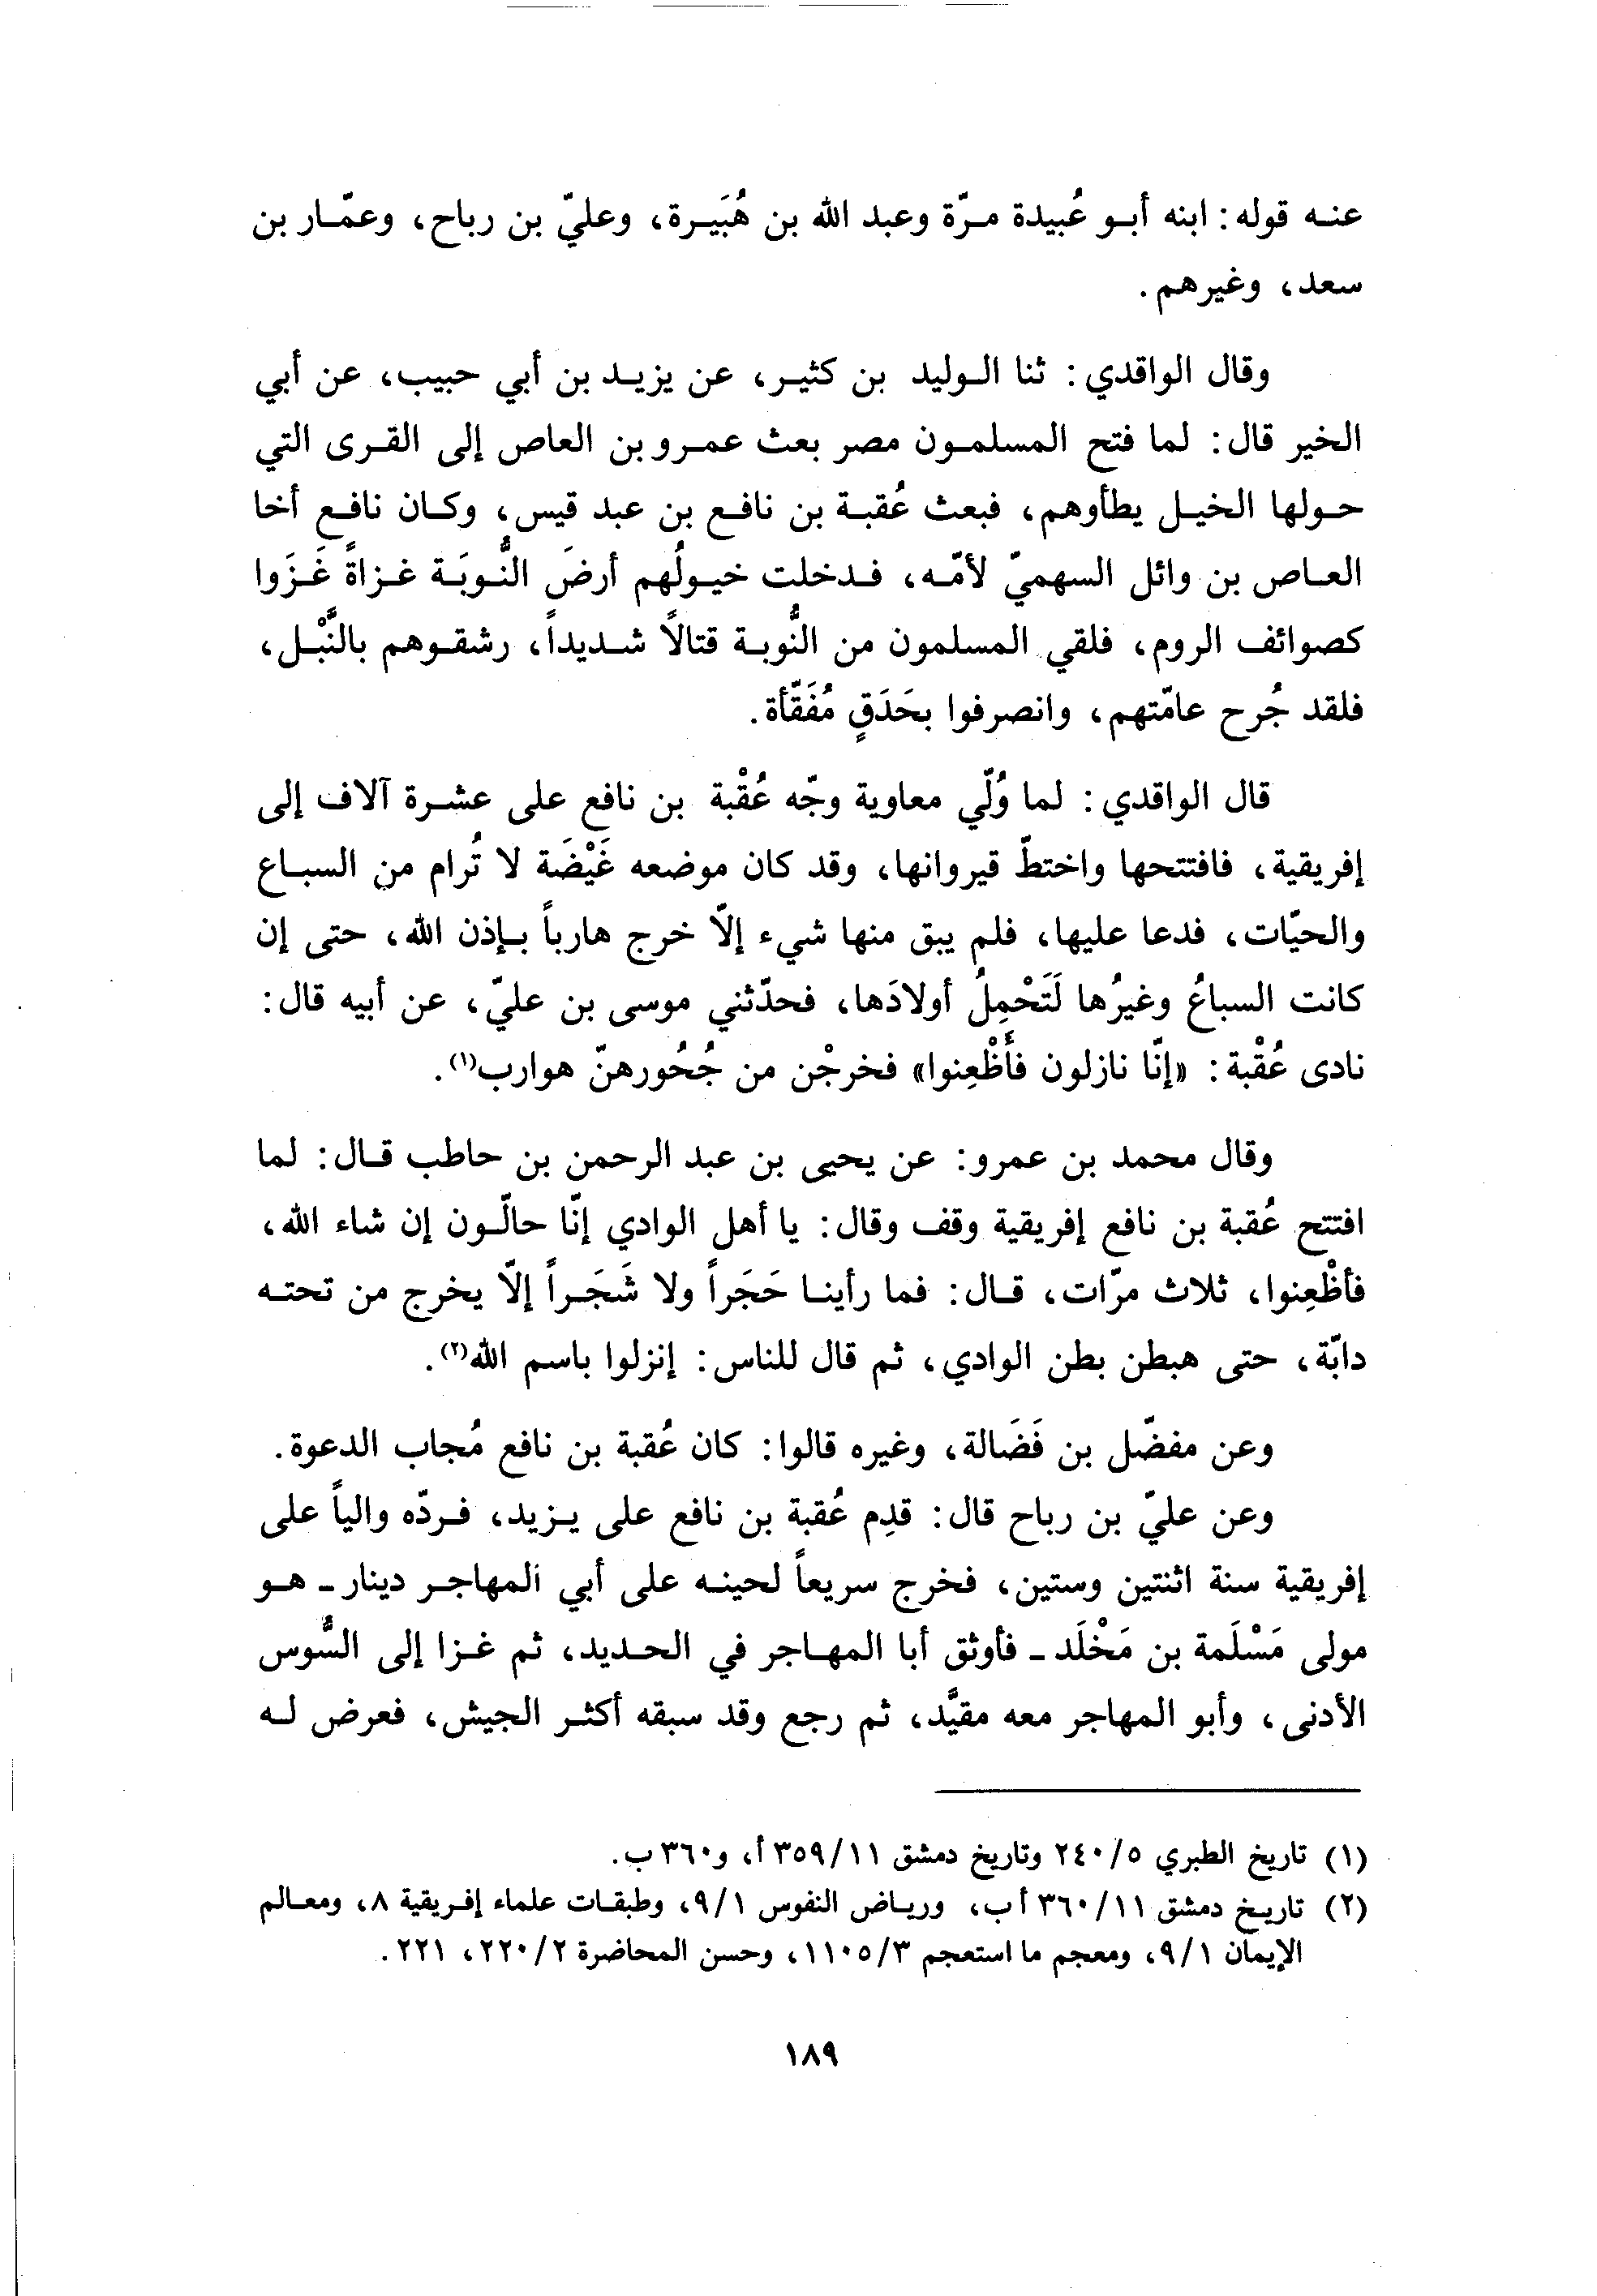 عنه قوله: ابنه أبو عُبيدة مرّة وعبد الله بن هُبَيرة، وعليّ بن رباح، وعمّار بن
سعد، وغيرهم.
وقال الواقدي: ثنا الوليد بن كثير، عن يزيد بن أبي حبيب، عن أبي
الخير قال: لما فتح المسلمون مصر بعث عمرو بن العاص إلى القرى التي
حولها الخيل يطأوهم، فبعث عُقبة بن نافع بن عبد قيس، وكان نافع أخا
العاص بن وائل السهميّ لأمّه، فدخلت خيولُهم أرضَ النُّوبَة غزاةً غَزَوا
كصوائف الروم، فلقي المسلمون من النُّوبة قتالاً شديداً، رشقوهم بالنَّبْل،
فلقد جُرح عامّتهم، وانصرفوا بحَدَقٍ مُفَقَّأة.
قال الواقدي: لما وُلّي معاوية وجّه عُقْبة بن نافع على عشرة آلاف إلى
إفريقية، فافتتحها واختطّ قيروانها، وقد كان موضعه غَيْضَة لا تُرام من السباع
والحيّات، فدعا عليها، فلم يبق منها شيء إلّا خرج هارباً بإذن الله، حتى إن
كانت السباعُ وغيرُها لَتَحْمِلُ أولادَها، فحدّثني موسى بن عليّ، عن أبيه قال:
نادى عُقْبة: «إنّا نازلون فأظْعِنوا» فخرجْن من جُحُورهنّ هوارب(١).
وقال محمد بن عمرو: عن يحيى بن عبد الرحمن بن حاطب قال: لما
افتتح عُقبة بن نافع إفريقية وقف وقال: يا أهل الوادي إنّا حالّون إن شاء الله،
فأظْعِنوا، ثلاث مرّات، قال: فما رأينا حَجَراً ولا شَجَراً إلّا يخرج من تحته
دابّة، حتى هبطن بطن الوادي، ثم قال للناس: إنزلوا باسم الله(٢).
وعن مفضّل بن فَضَالة، وغيره قالوا: كان عُقبة بن نافع مُجاب الدعوة.
وعن عليّ بن رباح قال: قدِم عُقبة بن نافع على يزيد، فردّه والياً على
إفريقية سنة اثنتين وستين، فخرج سريعاً لحينه على أبي المهاجر دينار ـ هو
مولى مَسْلَمة بن مَخْلَد ـ فأوثق أبا المهاجر في الحديد، ثم غزا إلى السُّوس
الأدنى، وأبو المهاجر معه مقيَّد، ثم رجع وقد سبقه أكثر الجيش، فعرض له
(١) تاريخ الطبري ٥/٢٤٠ وتاريخ دمشق ١١/٣٥٩ أ، و٣٦٠ ب.
(٢) تاريخ دمشق ١١/٣٦٠ أ ب، ورياض النفوس ١/٩، وطبقات علماء إفريقية ٨، ومعالم
الإيمان ١/٩، ومعجم ما استعجم ٣/١١٠٥، وحسن المحاضرة ٢/٢٢٠، ٢٢١.
١٨٩